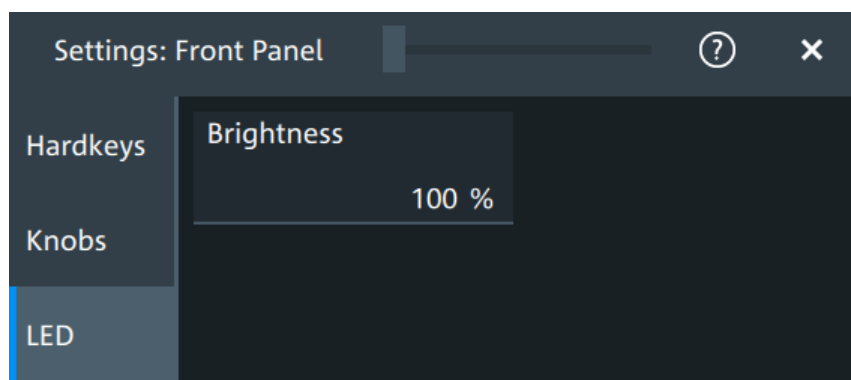 Settings: Front Panel
?
×
Hardkeys
Brightness
100 %
Knobs
LED